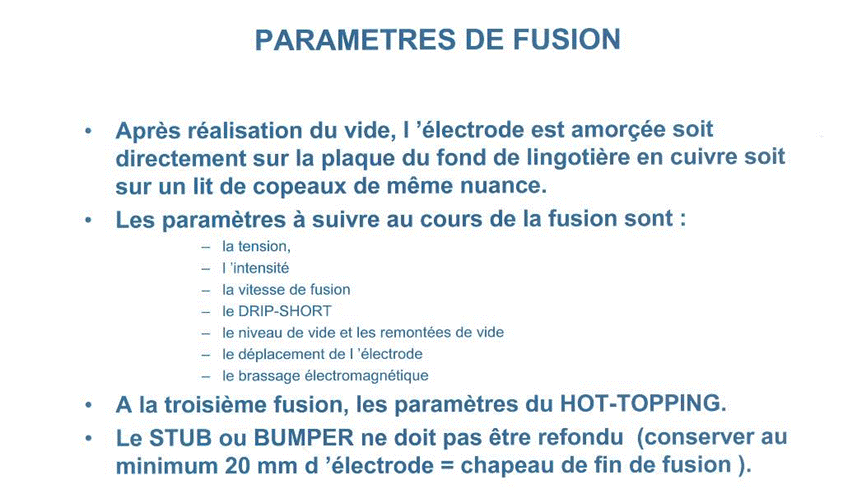 PARAMETRES DE FUSION
• Après réalisation du vide, l ’électrode est amorçée soit
directement sur la plaque du fond de lingotière en cuivre soit
sur un lit de copeaux de même nuance.
• Les paramètres à suivre au cours de la fusion sont :
– la tension,
– l ’intensité
– la vitesse de fusion
– le DRIP-SHORT
– le niveau de vide et les remontées de vide
– le déplacement de l ’électrode
– le brassage électromagnétique
• A la troisième fusion, les paramètres du HOT-TOPPING.
• Le STUB ou BUMPER ne doit pas être refondu (conserver au
minimum 20 mm d ’électrode = chapeau de fin de fusion ).